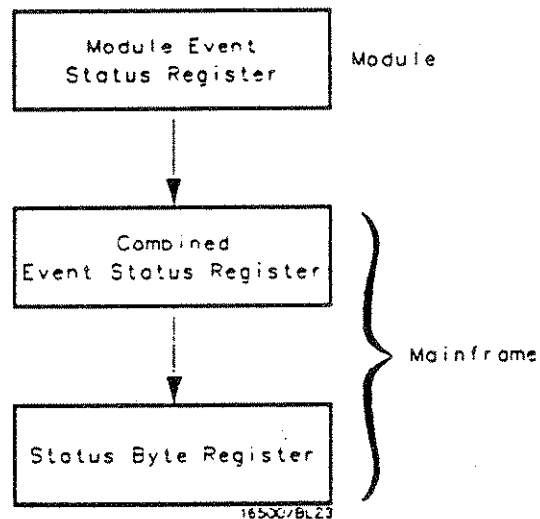 Module Event
Status Register
Module
Combined
Event Status Register
Mainframe
Status Byte Register
16500/BL23